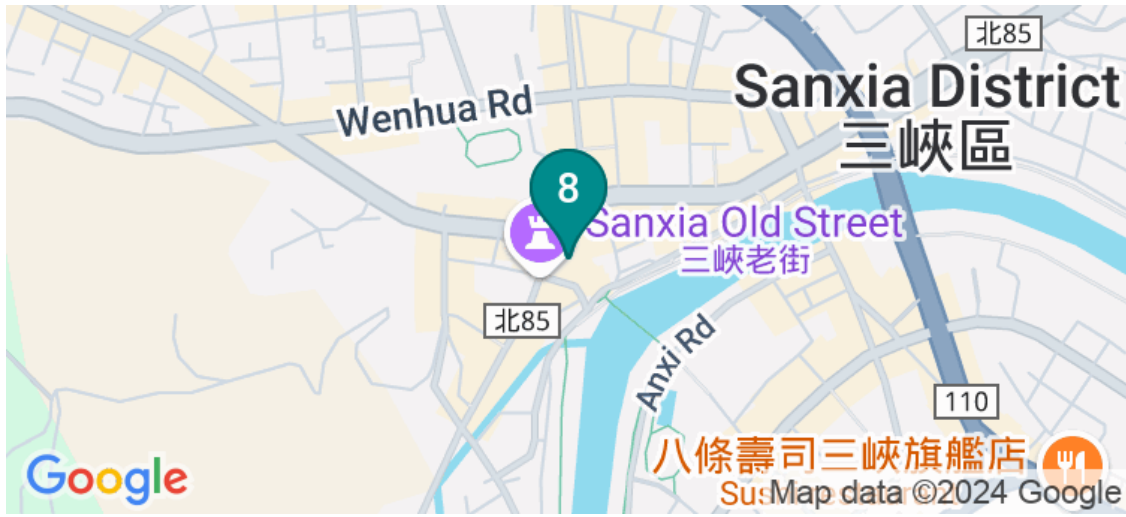 北85
Sanxia District
三峽區
Wenhua Rd
8
Sanxia Old Street
三峽老街
北85
Anxi Rd
110
八條壽司三峽旗艦店
Google
Map data ©2024 Google